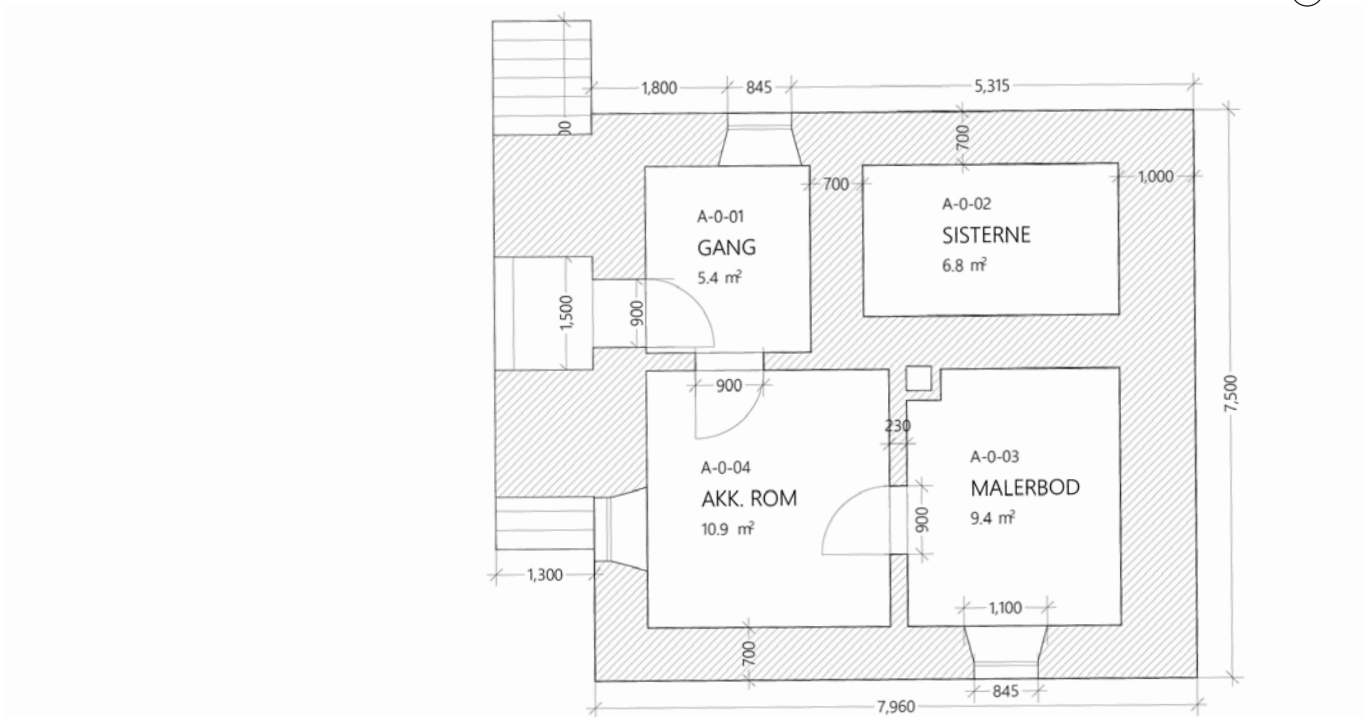 1,800
845
5,315
700
700
1,000
A-0-01
GANG
5.4 m²
A-0-02
SISTERNE
6.8 m²
1,500
900
900
7,500
230
A-0-04
AKK. ROM
10.9 m²
A-0-03
MALERBOD
9.4 m²
900
1,300
1,100
700
845
7,960